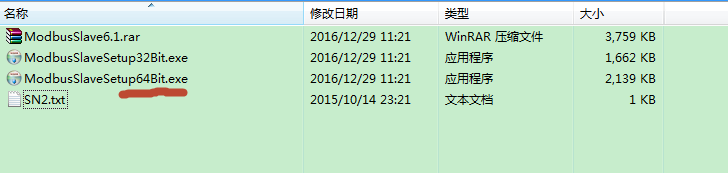 名称 修改日期 类型 大小
ModbusSlave6.1.rar 2016/12/29 11:21 WinRAR 压缩文件 3,759 KB
ModbusSlaveSetup32Bit.exe 2016/12/29 11:21 应用程序 1,662 KB
ModbusSlaveSetup64Bit.exe 2016/12/29 11:21 应用程序 2,139 KB
SN2.txt 2015/10/14 23:21 文本文档 1 KB